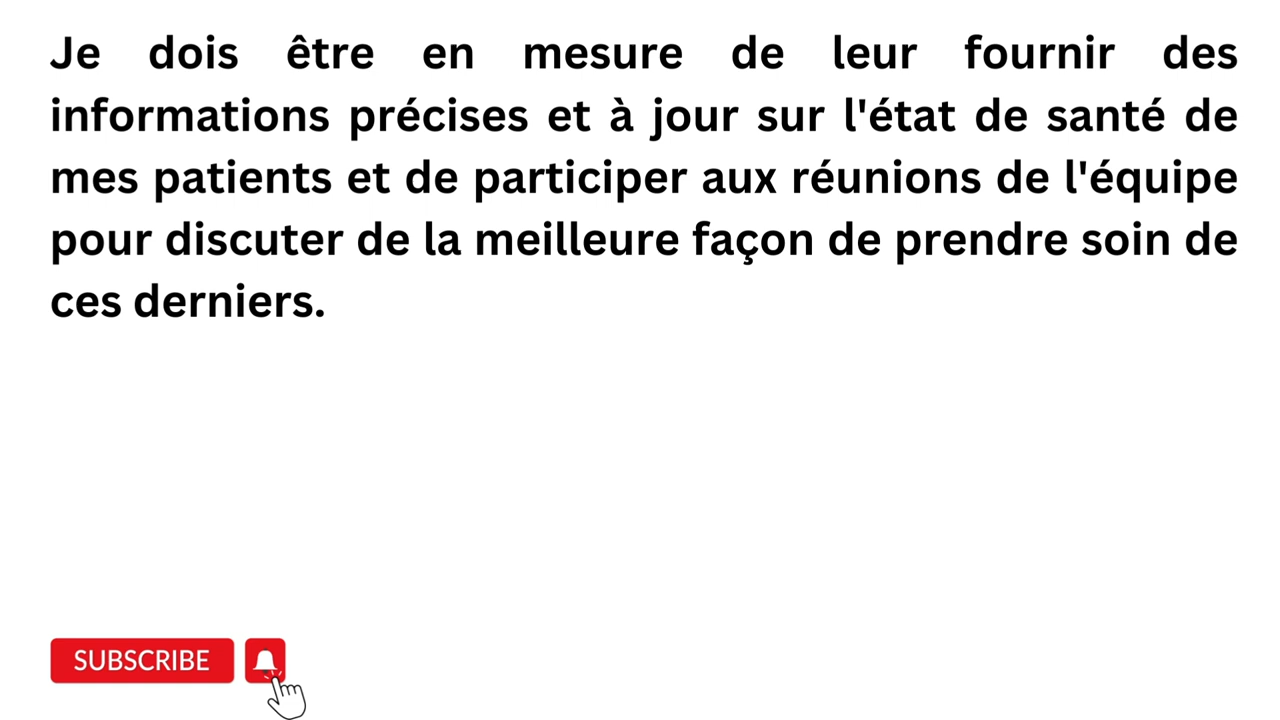 Je dois être en mesure de leur fournir des
informations précises et à jour sur l'état de santé de
mes patients et de participer aux réunions de l'équipe
pour discuter de la meilleure façon de prendre soin de
ces derniers.
SUBSCRIBE